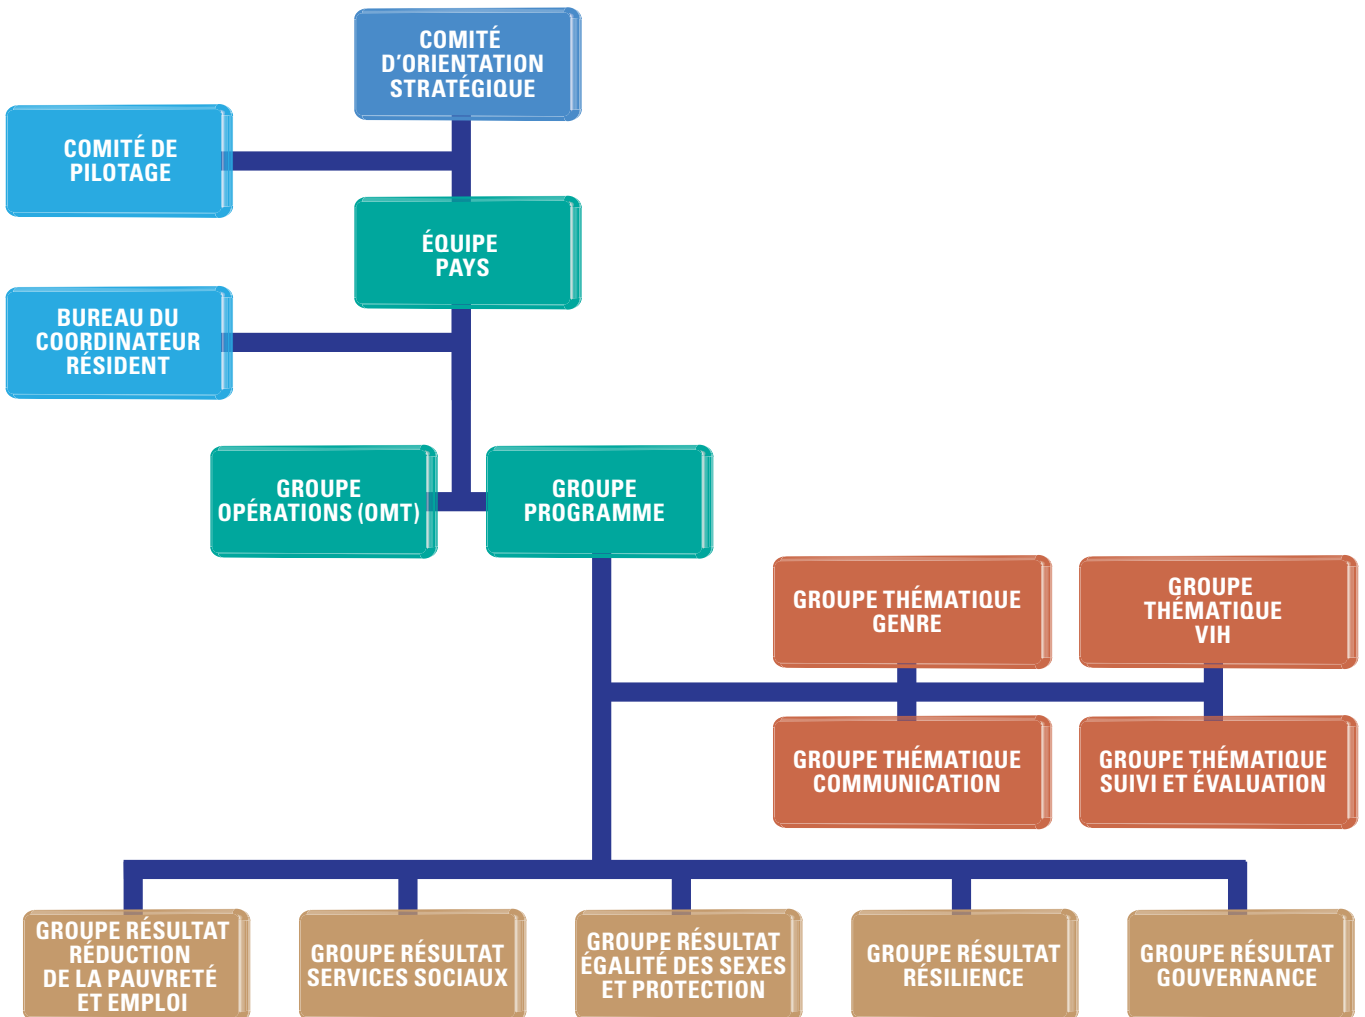 COMITÉ
D'ORIENTATION
STRATÉGIQUE
COMITÉ DE
PILOTAGE
ÉQUIPE
PAYS
BUREAU DU
COORDINATEUR
RÉSIDENT
GROUPE
OPÉRATIONS (OMT)
GROUPE
PROGRAMME
GROUPE THÉMATIQUE
GENRE
GROUPE
THÉMATIQUE
VIH
GROUPE THÉMATIQUE
COMMUNICATION
GROUPE THÉMATIQUE
SUIVI ET ÉVALUATION
GROUPE RÉSULTAT
RÉDUCTION
DE LA PAUVRETÉ
ET EMPLOI
GROUPE RÉSULTAT
SERVICES SOCIAUX
GROUPE RÉSULTAT
ÉGALITÉ DES SEXES
ET PROTECTION
GROUPE RÉSULTAT
RÉSILIENCE
GROUPE RÉSULTAT
GOUVERNANCE